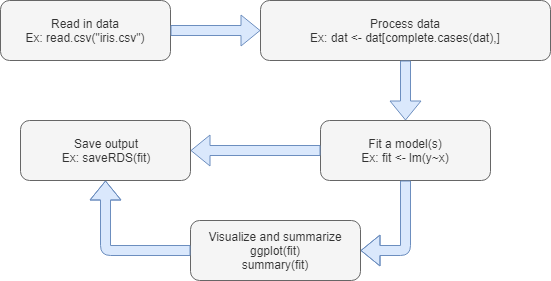 Read in data
Ex: read.csv("iris.csv")
Process data
Ex: dat <- dat[complete.cases(dat),]
Fit a model(s)
Ex: fit <- lm(y~x)
Save output
Ex: saveRDS(fit)
Visualize and summarize
ggplot(fit)
summary(fit)